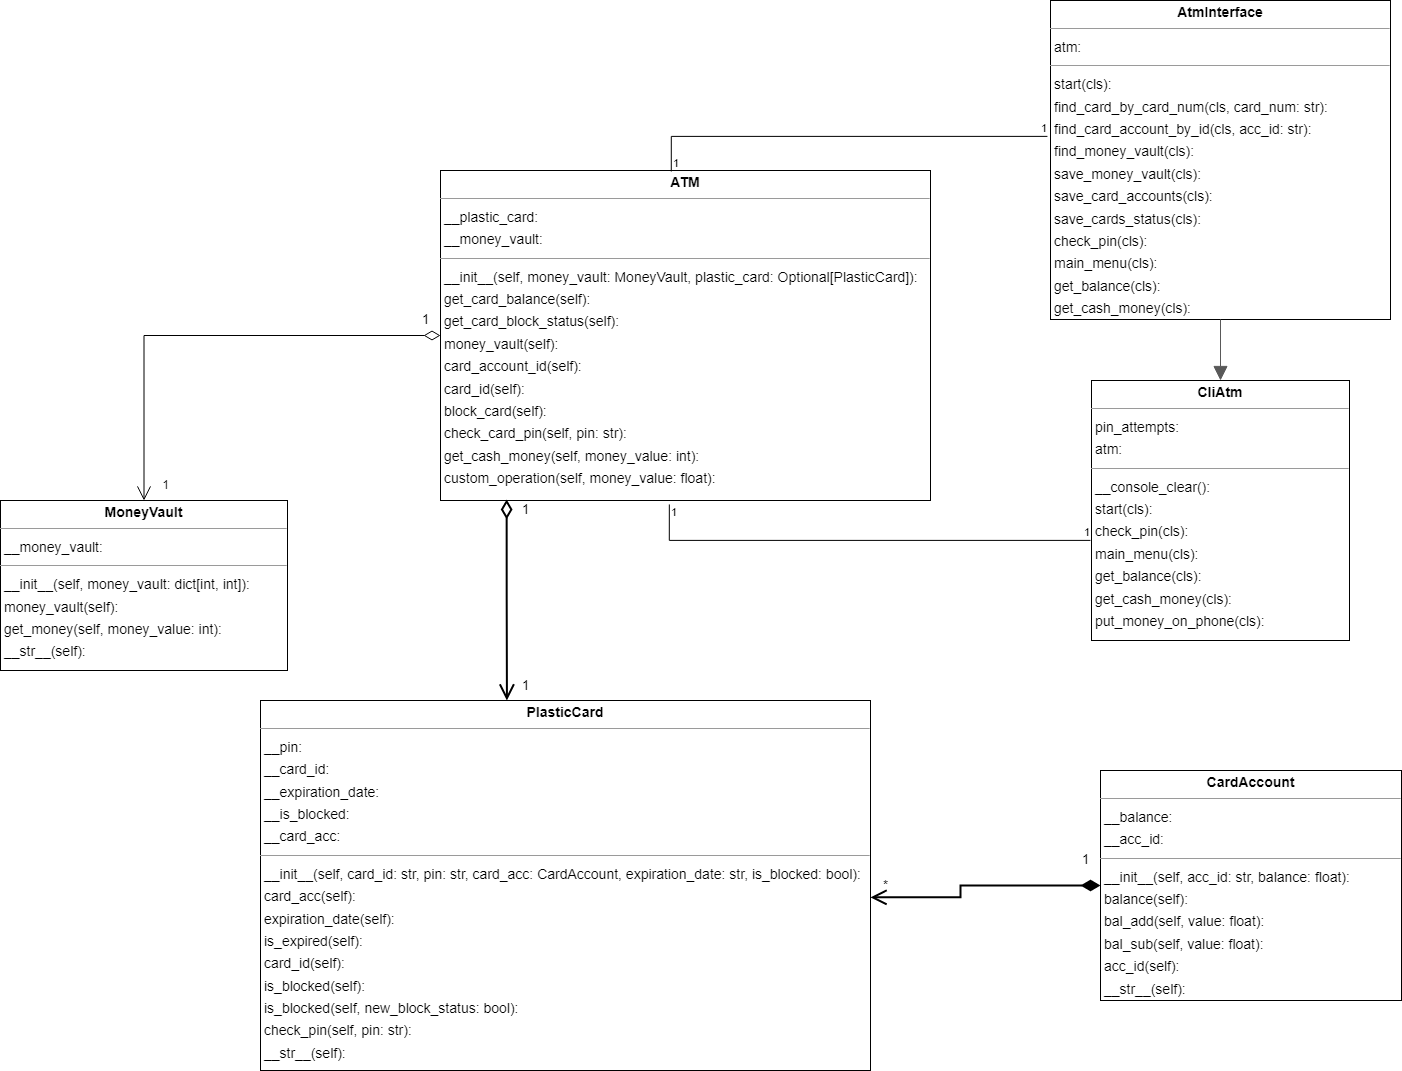 AtmInterface
atm:
start(cls):
find_card_by_card_num(cls, card_num: str):
find_card_account_by_id(cls, acc_id: str):
find_money_vault(cls):
save_money_vault(cls):
save_card_accounts(cls):
save_cards_status(cls):
check_pin(cls):
main_menu(cls):
get_balance(cls):
get_cash_money(cls):
1
1
ATM
__plastic_card:
__money_vault:
__init__(self, money_vault: MoneyVault, plastic_card: Optional[PlasticCard]):
get_card_balance(self):
get_card_block_status(self):
money_vault(self):
card_account_id(self):
card_id(self):
block_card(self):
check_card_pin(self, pin: str):
get_cash_money(self, money_value: int):
custom_operation(self, money_value: float):
1
1
CliAtm
pin_attempts:
atm:
__console_clear():
start(cls):
check_pin(cls):
main_menu(cls):
get_balance(cls):
get_cash_money(cls):
put_money_on_phone(cls):
1
1
MoneyVault
__money_vault:
__init__(self, money_vault: dict[int, int]):
money_vault(self):
get_money(self, money_value: int):
__str__(self):
1
1
PlasticCard
__pin:
__card_id:
__expiration_date:
__is_blocked:
__card_acc:
__init__(self, card_id: str, pin: str, card_acc: CardAccount, expiration_date: str, is_blocked: bool):
card_acc(self):
expiration_date(self):
is_expired(self):
card_id(self):
is_blocked(self):
is_blocked(self, new_block_status: bool):
check_pin(self, pin: str):
__str__(self):
*
1
CardAccount
__balance:
__acc_id:
__init__(self, acc_id: str, balance: float):
balance(self):
bal_add(self, value: float):
bal_sub(self, value: float):
acc_id(self):
__str__(self):